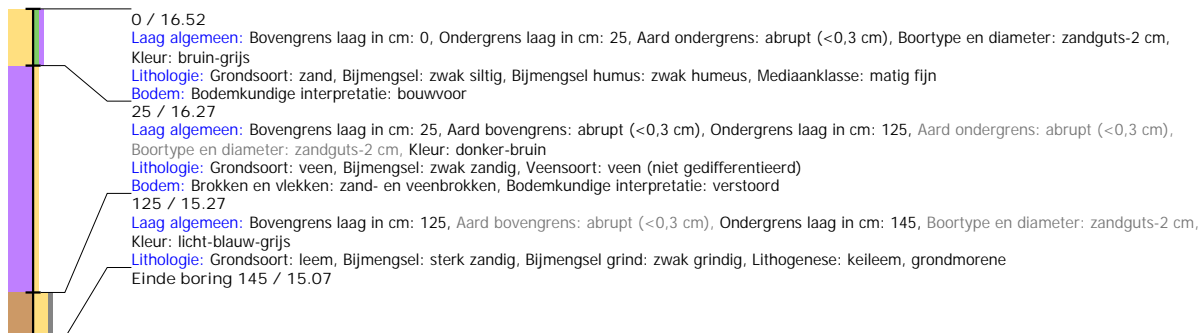 0 / 16.52
Laag algemeen: Bovengrens laag in cm: 0, Ondergrens laag in cm: 25, Aard ondergrens: abrupt (<0,3 cm), Boortype en diameter: zandguts-2 cm,
Kleur: bruin-grijs
Lithologie: Grondsoort: zand, Bijmengsel: zwak siltig, Bijmengsel humus: zwak humeus, Mediaanklasse: matig fijn
Bodem: Bodemkundige interpretatie: bouwvoor
25 / 16.27
Laag algemeen: Bovengrens laag in cm: 25, Aard bovengrens: abrupt (<0,3 cm), Ondergrens laag in cm: 125, Aard ondergrens: abrupt (<0,3 cm),
Boortype en diameter: zandguts-2 cm, Kleur: donker-bruin
Lithologie: Grondsoort: veen, Bijmengsel: zwak zandig, Veensoort: veen (niet gedifferentieerd)
Bodem: Brokken en vlekken: zand- en veenbrokken, Bodemkundige interpretatie: verstoord
125 / 15.27
Laag algemeen: Bovengrens laag in cm: 125, Aard bovengrens: abrupt (<0,3 cm), Ondergrens laag in cm: 145, Boortype en diameter: zandguts-2 cm,
Kleur: licht-blauw-grijs
Lithologie: Grondsoort: leem, Bijmengsel: sterk zandig, Bijmengsel grind: zwak grindig, Lithogenese: keileem, grondmorene
Einde boring 145 / 15.07